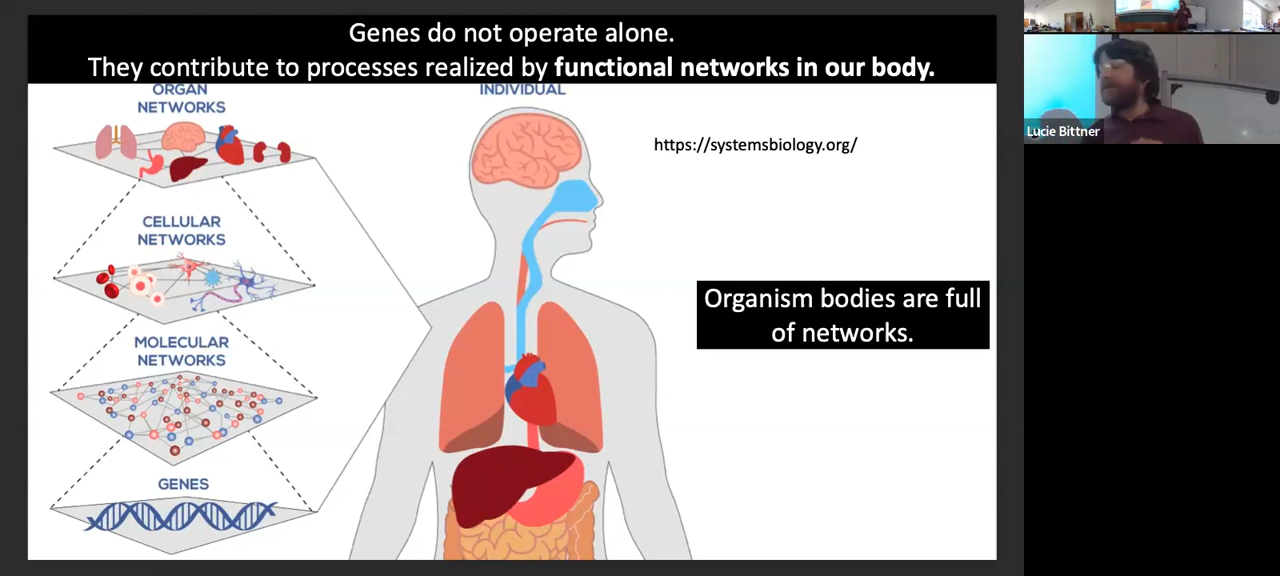 Genes do not operate alone.
They contribute to processes realized by functional networks in our body.
ORGAN
NETWORKS
CELLULAR
NETWORKS
MOLECULAR
NETWORKS
GENES
INDIVIDUAL
https://systemsbiology.org/
Organism bodies are full
of networks.
Lucie Bittner